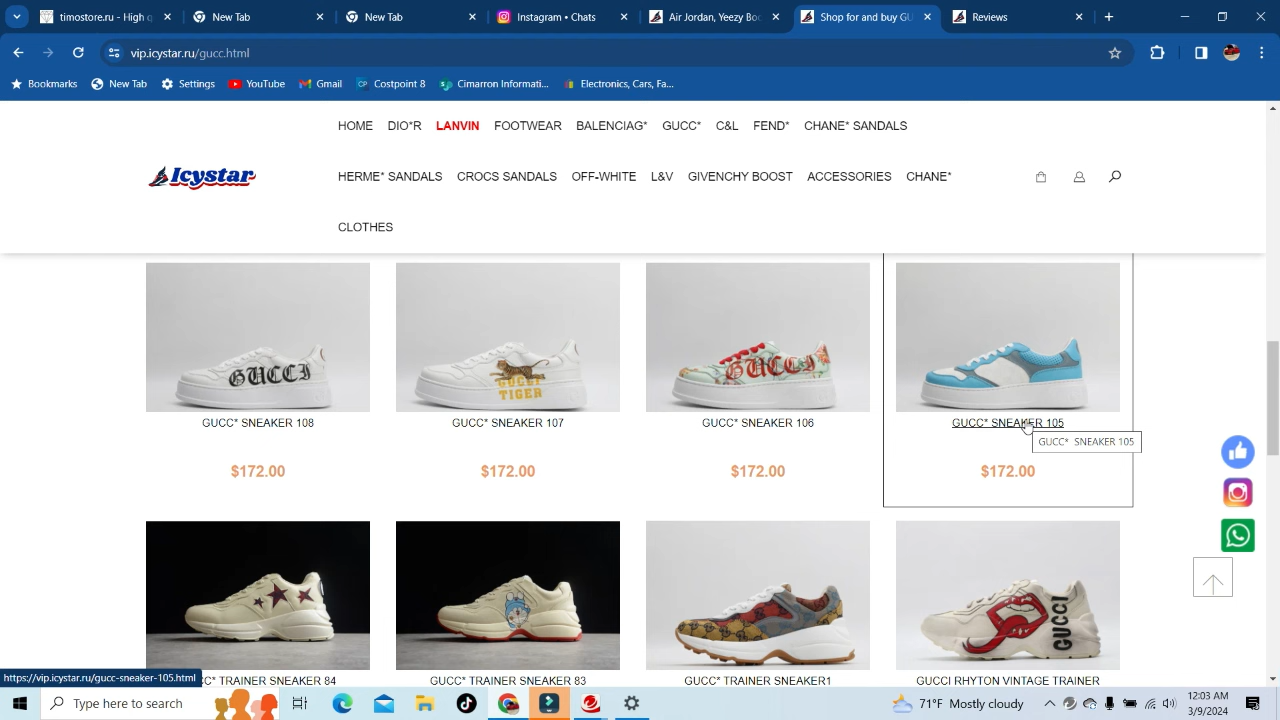 timostore.ru - High q
New Tab
New Tab
Instagram • Chats
Air Jordan, Yeezy Boo
Shop for and buy GU
Reviews
vip.icystar.ru/gucc.html
Bookmarks
New Tab
Settings
YouTube
Gmail
CP Costpoint 8
Cimarron Informati...
Electronics, Cars, Fa...
HOME DIO*R LANVIN FOOTWEAR BALENCIAG* GUCC* C&L FEND* CHANE* SANDALS
Icystar
HERME* SANDALS CROCS SANDALS OFF-WHITE L&V GIVENCHY BOOST ACCESSORIES CHANE*
CLOTHES
GUCCI
GUCCI
TIGER
GUCCI
GUCC* SNEAKER 108
GUCC* SNEAKER 107
GUCC* SNEAKER 106
GUCC* SNEAKER 105
GUCC* SNEAKER 105
$172.00
$172.00
$172.00
$172.00
GUCCI
https://vip.icystar.ru/gucc-sneaker-105.html
C* TRAINER SNEAKER 84
GUCC* TRAINER SNEAKER 83
GUCC* TRAINER SNEAKER1
GUCCI RHYTON VINTAGE TRAINER
Type here to search
71°F Mostly cloudy
12:03 AM
3/9/2024